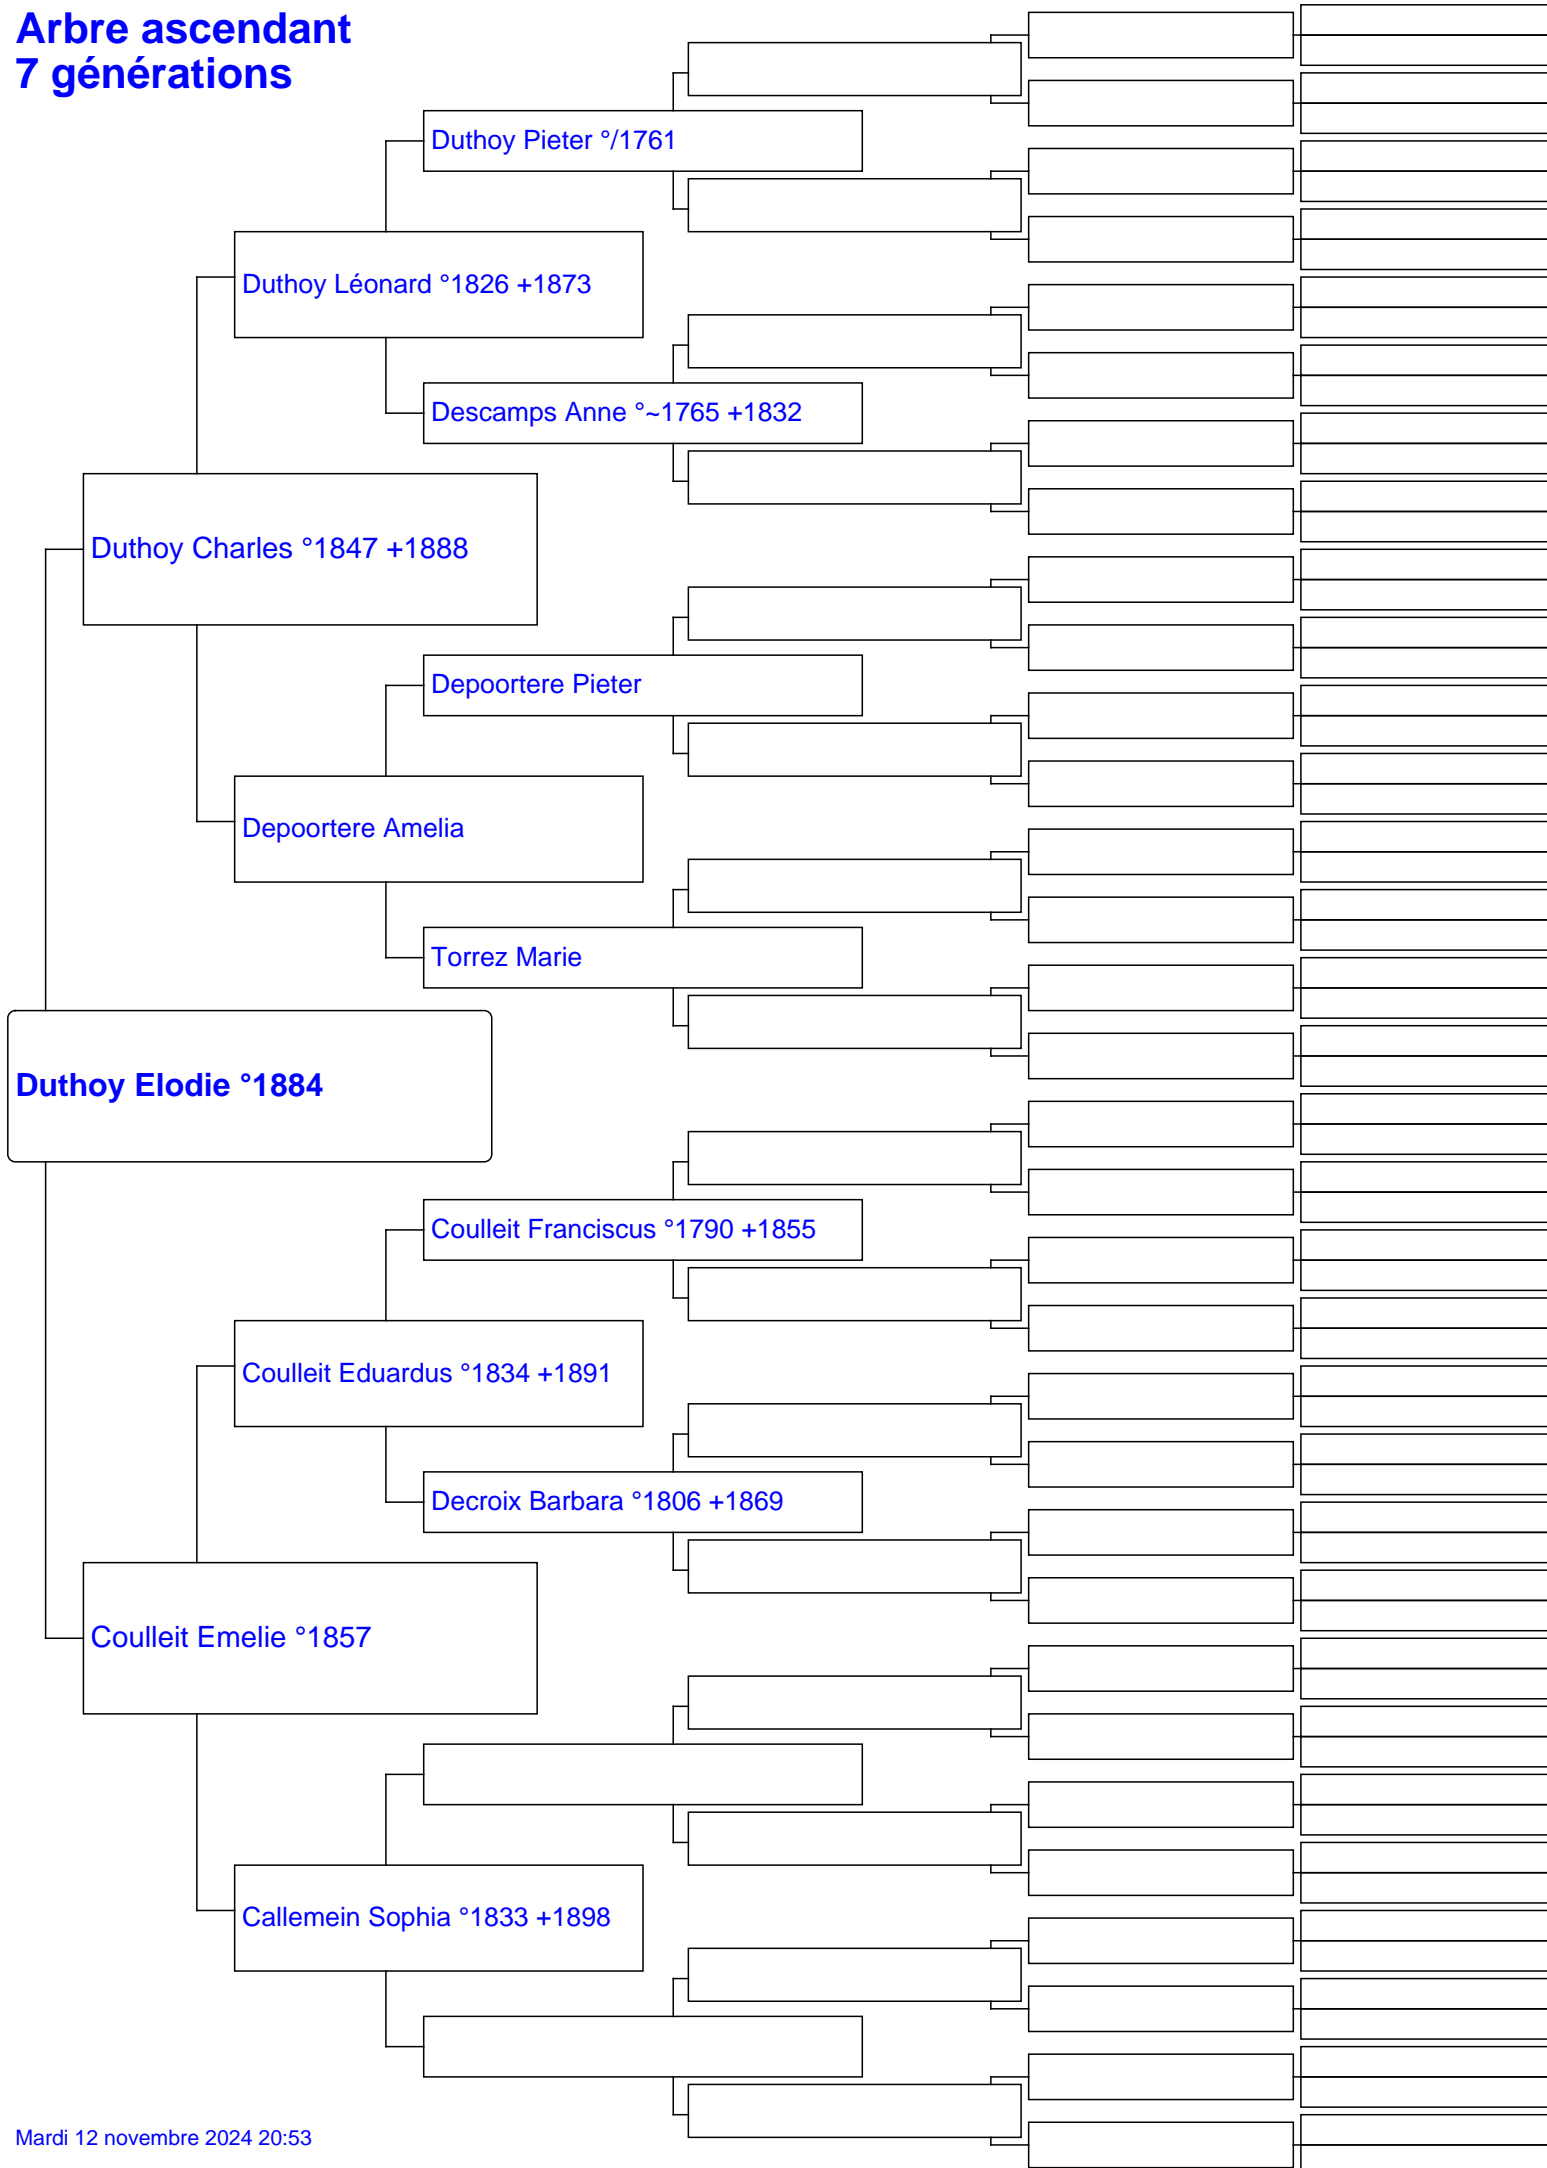 Arbre ascendant
7 générations
Duthoy Pieter °/1761
Duthoy Léonard °1826 +1873
Descamps Anne °~1765 +1832
Duthoy Charles °1847 +1888
Depoortere Pieter
Depoortere Amelia
Torrez Marie
Duthoy Elodie °1884
Coulleit Franciscus °1790 +1855
Coulleit Eduardus °1834 +1891
Decroix Barbara °1806 +1869
Coulleit Emelie °1857
Callemein Sophia °1833 +1898
Mardi 12 novembre 2024 20:53